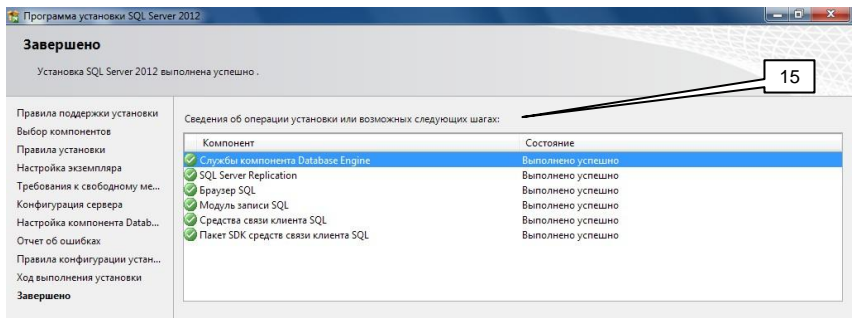 Программа установки SQL Server 2012
Завершено
Установка SQL Server 2012 выполнена успешно .
15
Правила поддержки установки
Выбор компонентов
Правила установки
Настройка экземпляра
Требования к свободному ме...
Конфигурация сервера
Настройка компонента Datab...
Отчет об ошибках
Правила конфигурации устан...
Ход выполнения установки
Завершено
Сведения об операции установки или возможных следующих шагах:
Компонент Состояние
Службы компонента Database Engine Выполнено успешно
SQL Server Replication Выполнено успешно
Браузер SQL Выполнено успешно
Модуль записи SQL Выполнено успешно
Средства связи клиента SQL Выполнено успешно
Пакет SDK средств связи клиента SQL Выполнено успешно